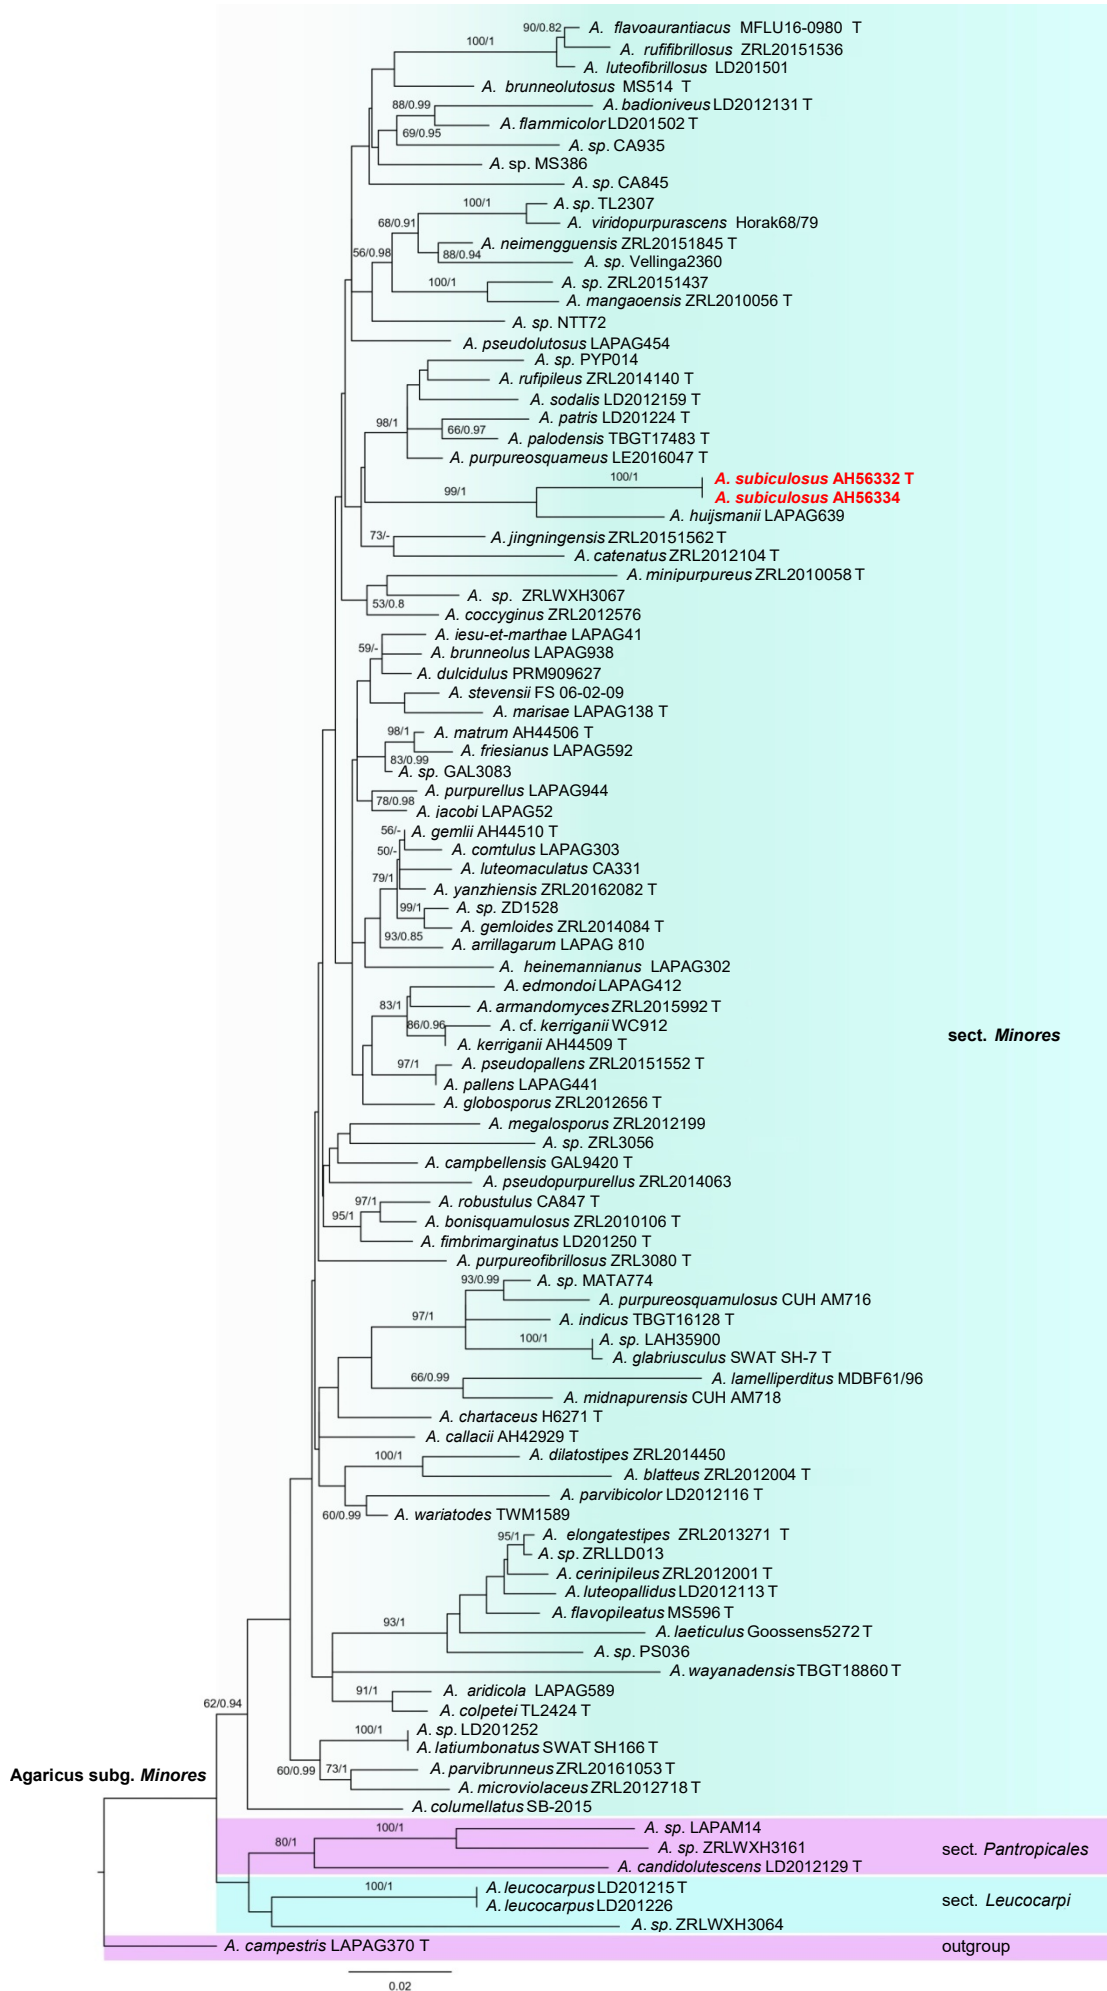 90/0.82
A. flavoaurantiacus MFLU16-0980 T
100/1
A. rufifibrillosus ZRL20151536
A. luteofibrillosus LD201501
A. brunneolutosus MS514 T
88/0.99
A. badioniveus LD2012131 T
A. flammicolor LD201502 T
69/0.95
A. sp. CA935
A. sp. MS386
A. sp. CA845
100/1
A. sp. TL2307
68/0.91
A. viridopurpurascens Horak68/79
A. neimengguensis ZRL20151845 T
56/0.98
88/0.94
A. sp. Vellinga2360
100/1
A. sp. ZRL20151437
A. mangaoensis ZRL2010056 T
A. sp. NTT72
A. pseudolutosus LAPAG454
A. sp. PYP014
A. rufipileus ZRL2014140 T
A. sodalis LD2012159 T
98/1
A. patris LD201224 T
66/0.97
A. palodensis TBGT17483 T
A. purpureosquameus LE2016047 T
100/1
A. subiculosus AH56332 T
99/1
A. subiculosus AH56334
A. huijsmanii LAPAG639
73/-
A. jingningensis ZRL20151562 T
A. catenatus ZRL2012104 T
A. minipurpureus ZRL2010058 T
A. sp. ZRLWXH3067
53/0.8
A. coccyginus ZRL2012576
A. iesu-et-marthae LAPAG41
59/-
A. brunneolus LAPAG938
A. dulcidulus PRM909627
A. stevensii FS 06-02-09
A. marisae LAPAG138 T
98/1
A. matrum AH44506 T
A. friesianus LAPAG592
83/0.99
A. sp. GAL3083
A. purpurellus LAPAG944
78/0.98
A. jacobi LAPAG52
56/-
A. gemlii AH44510 T
50/-
A. comtulus LAPAG303
A. luteomaculatus CA331
79/1
A. yanzhiensis ZRL20162082 T
99/1
A. sp. ZD1528
A. gemloides ZRL2014084 T
93/0.85
A. arrillagarum LAPAG 810
A. heinemannianus LAPAG302
A. edmondoi LAPAG412
83/1
A. armandomyces ZRL2015992 T
86/0.96
A. cf. kerriganii WC912
sect. Minores
A. kerriganii AH44509 T
97/1
A. pseudopallens ZRL20151552 T
A. pallens LAPAG441
A. globosporus ZRL2012656 T
A. megalosporus ZRL2012199
A. sp. ZRL3056
A. campbellensis GAL9420 T
A. pseudopurpurellus ZRL2014063
97/1
A. robustulus CA847 T
95/1
A. bonisquamulosus ZRL2010106 T
A. fimbrimarginatus LD201250 T
A. purpureofibrillosus ZRL3080 T
93/0.99
A. sp. MATA774
A. purpureosquamulosus CUH AM716
97/1
A. indicus TBGT16128 T
100/1
A. sp. LAH35900
A. glabriusculus SWAT SH-7 T
66/0.99
A. lamelliperditus MDBF61/96
A. midnapurensis CUH AM718
A. chartaceus H6271 T
A. callacii AH42929 T
100/1
A. dilatostipes ZRL2014450
A. blatteus ZRL2012004 T
A. parvibicolor LD2012116 T
60/0.99
A. wariatodes TWM1589
95/1
A. elongatestipes ZRL2013271 T
A. sp. ZRLLD013
A. cerinipileus ZRL2012001 T
A. luteopallidus LD2012113 T
A. flavopileatus MS596 T
93/1
A. laeticulus Goossens5272 T
A. sp. PS036
A. wayanadensis TBGT18860 T
91/1
A. aridicola LAPAG589
62/0.94
A. colpetei TL2424 T
100/1
A. sp. LD201252
A. latiumbonatus SWAT SH166 T
60/0.99
73/1
A. parvibrunneus ZRL20161053 T
Agaricus subg. Minores
A. microviolaceus ZRL2012718 T
A. columellatus SB-2015
100/1
A. sp. LAPAM14
80/1
A. sp. ZRLWXH3161
sect. Pantropicales
A. candidolutescens LD2012129 T
100/1
A. leucocarpus LD201215 T
sect. Leucocarpi
A. leucocarpus LD201226
A. sp. ZRLWXH3064
A. campestris LAPAG370 T
outgroup
0.02